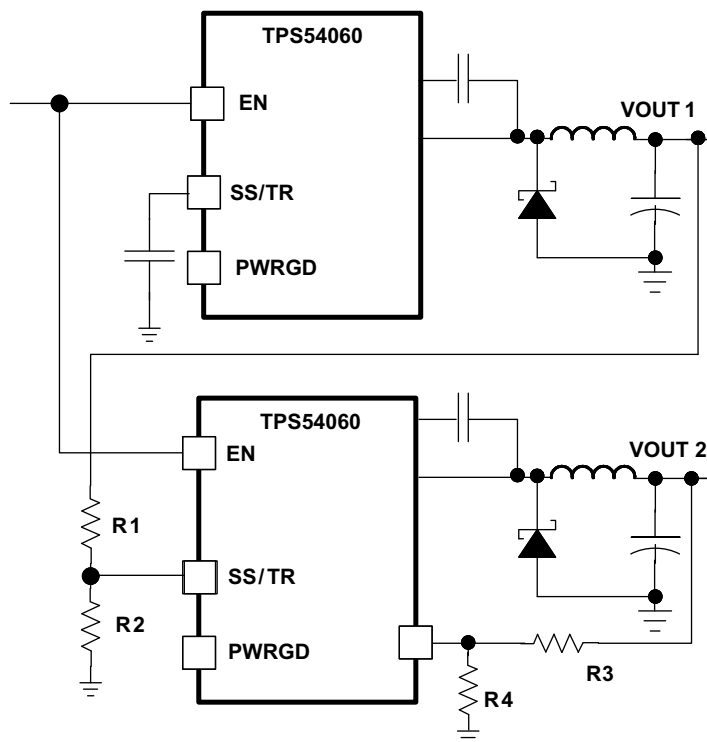 TPS54060
EN
VOUT 1
SS/TR
PWRGD
TPS54060
EN
VOUT 2
R1
SS/TR
R2
PWRGD
R3
R4